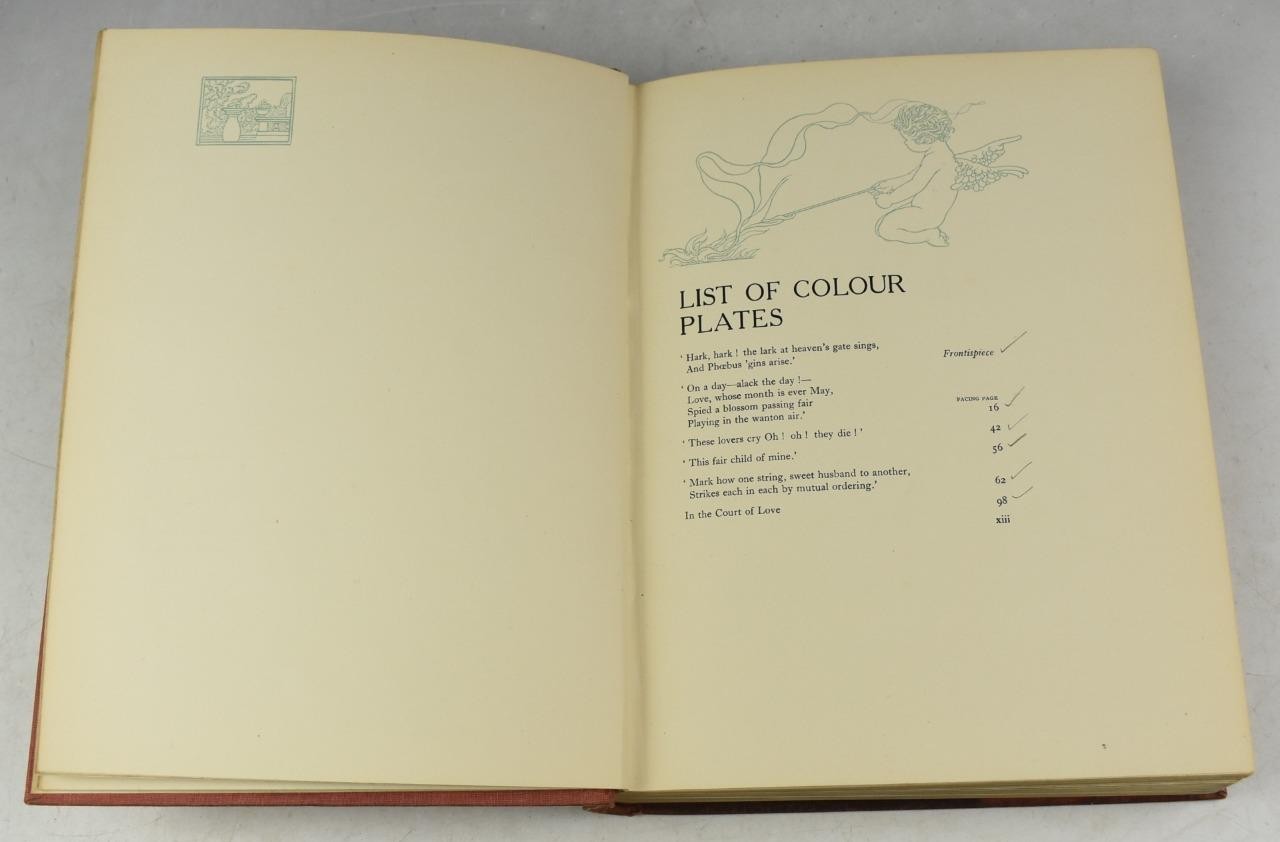 LIST OF COLOUR
PLATES
‘ Hark, hark ! the lark at heaven's gate sings,
And Phœbus 'gins arise.’ Frontispiece
‘ On a day—alack the day !—
Love, whose month is ever May,
Spied a blossom passing fair FACING PAGE
Playing in the wanton air.’ 16
‘ These lovers cry Oh ! oh ! they die ! ’ 42
‘ This fair child of mine.’ 56
‘ Mark how one string, sweet husband to another,
Strikes each in each by mutual ordering.’ 62
In the Court of Love 98
xiii